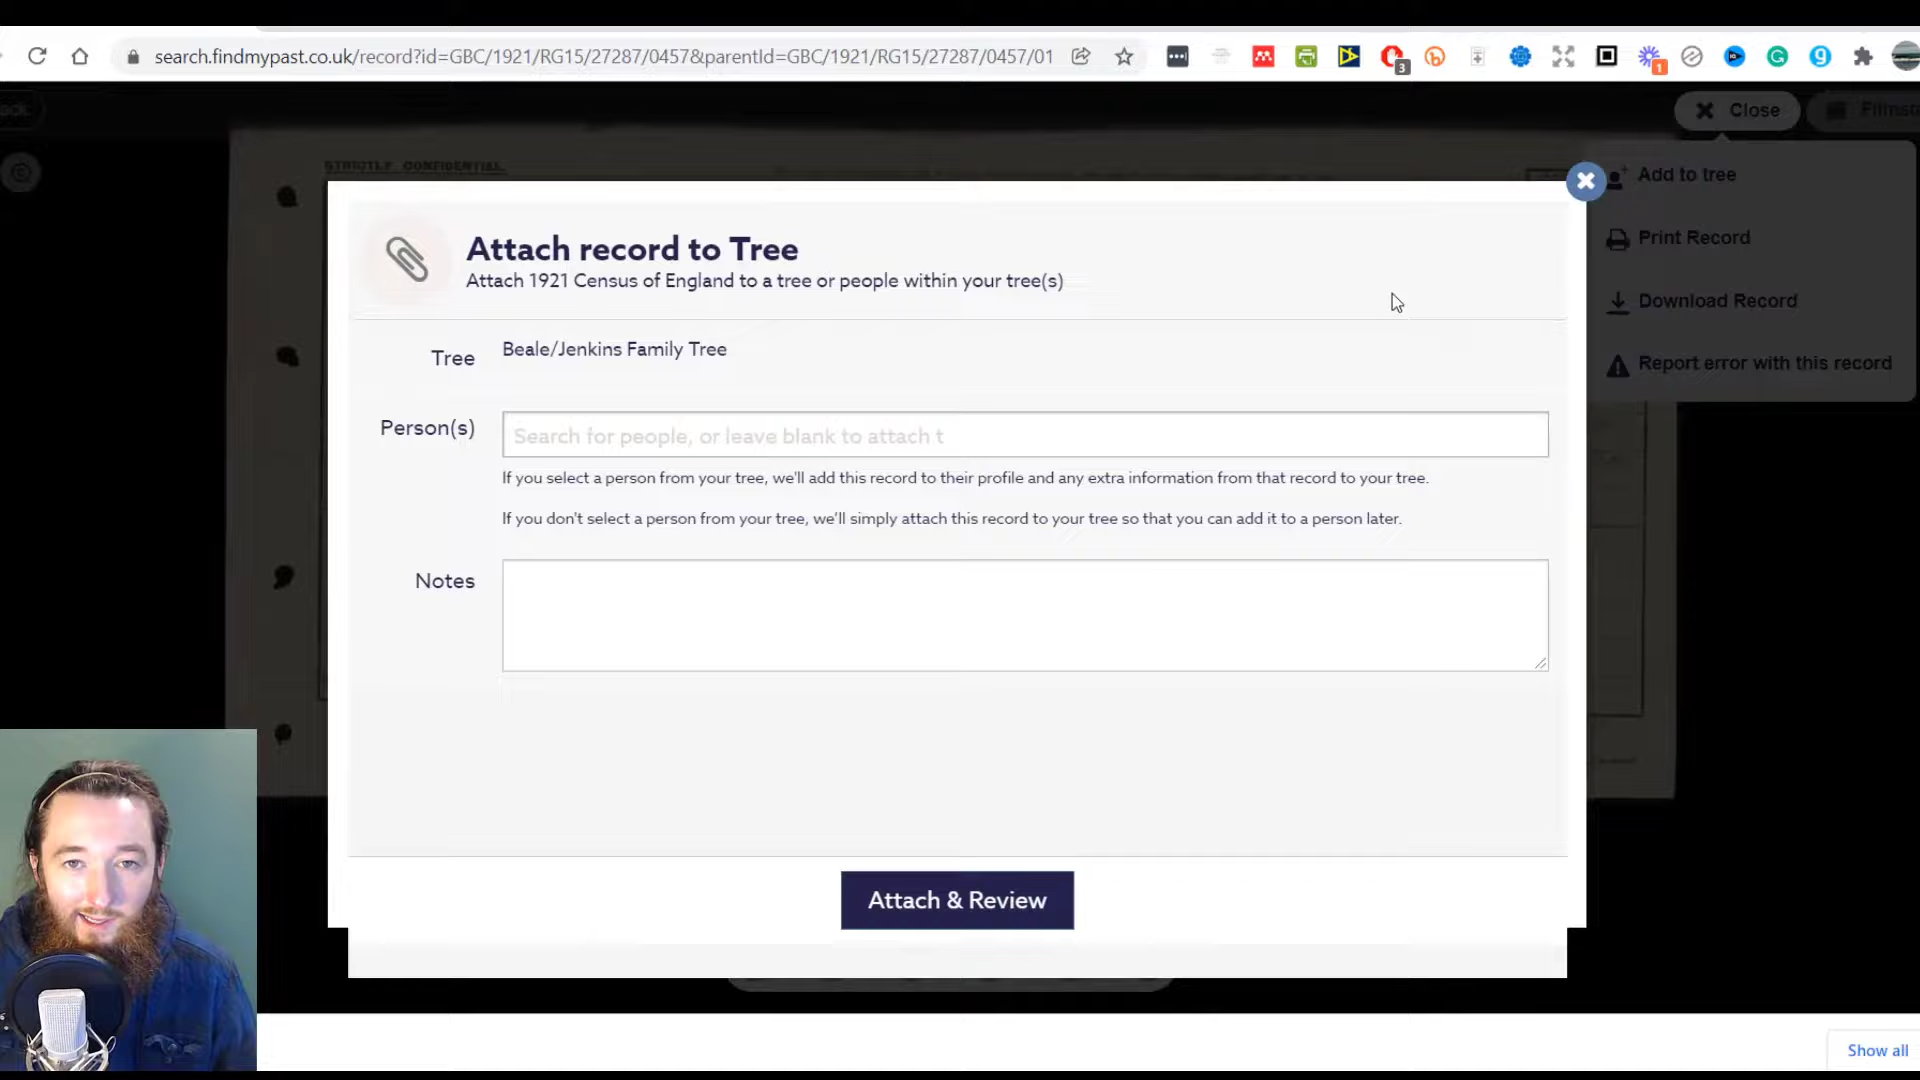 search.findmypast.co.uk/record?id=GBC/1921/RG15/27287/0457&parentId=GBC/1921/RG15/27287/0457/01
3
1
Close
STRICTLY CONFIDENTIAL
Add to tree
Print Record
Download Record
Report error with this record
Attach record to Tree
Attach 1921 Census of England to a tree or people within your tree(s)
Tree
Beale/Jenkins Family Tree
Person(s)
Search for people, or leave blank to attach t
If you select a person from your tree, we'll add this record to their profile and any extra information from that record to your tree.
If you don't select a person from your tree, we'll simply attach this record to your tree so that you can add it to a person later.
Notes
Attach & Review
Show all